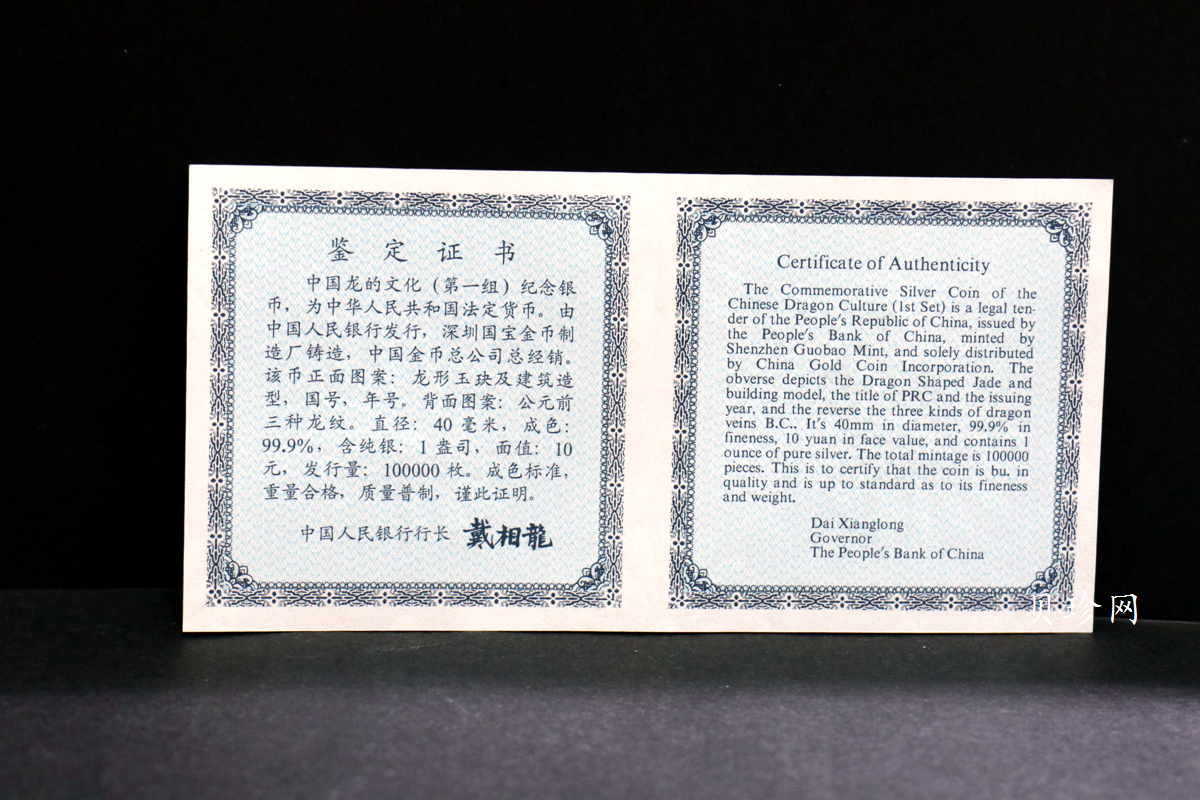 鉴定证书
中国龙的文化（第一组）纪念银
币，为中华人民共和国法定货币。由
中国人民银行发行，深圳国宝金币制
造厂铸造，中国金币总公司总经销。
该币正面图案：龙形玉玦及建筑造
型，国号，年号。背面图案：公元前
三种龙纹。直径：40 毫米，成色：
99.9%，含纯银：1 盎司，面值：10
元，发行量：100000 枚。成色标准，
重量合格，质量普制，谨此证明。
中国人民银行行长 戴相龍
Certificate of Authenticity
The Commemorative Silver Coin of the
Chinese Dragon Culture (1st Set) is a legal ten-
der of the People's Republic of China, issued by
the People's Bank of China, minted by
Shenzhen Guobao Mint, and solely distributed
by China Gold Coin Incorporation. The
obverse depicts the Dragon Shaped Jade and
building model, the title of PRC and the issuing
year, and the reverse the three kinds of dragon
veins B.C.. It's 40mm in diameter, 99.9% in
fineness, 10 yuan in face value, and contains 1
ounce of pure silver. The total mintage is 100000
pieces. This is to certify that the coin is bu. in
quality and is up to standard as to its fineness
and weight.
Dai Xianglong
Governor
The People's Bank of China
贝珍网